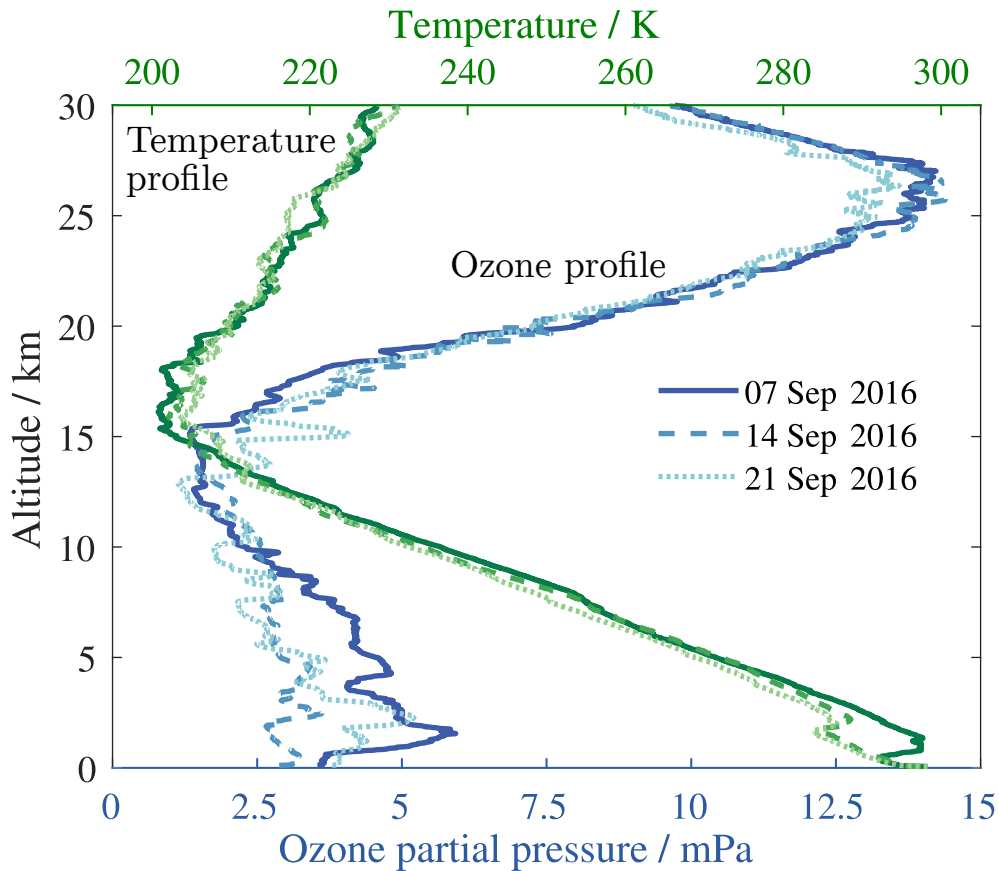 Temperature / K
200 220 240 260 280 300
Temperature
profile
Ozone profile
30
25
20
15
10
5
0
Altitude / km
07 Sep 2016
14 Sep 2016
21 Sep 2016
0 2.5 5 7.5 10 12.5 15
Ozone partial pressure / mPa